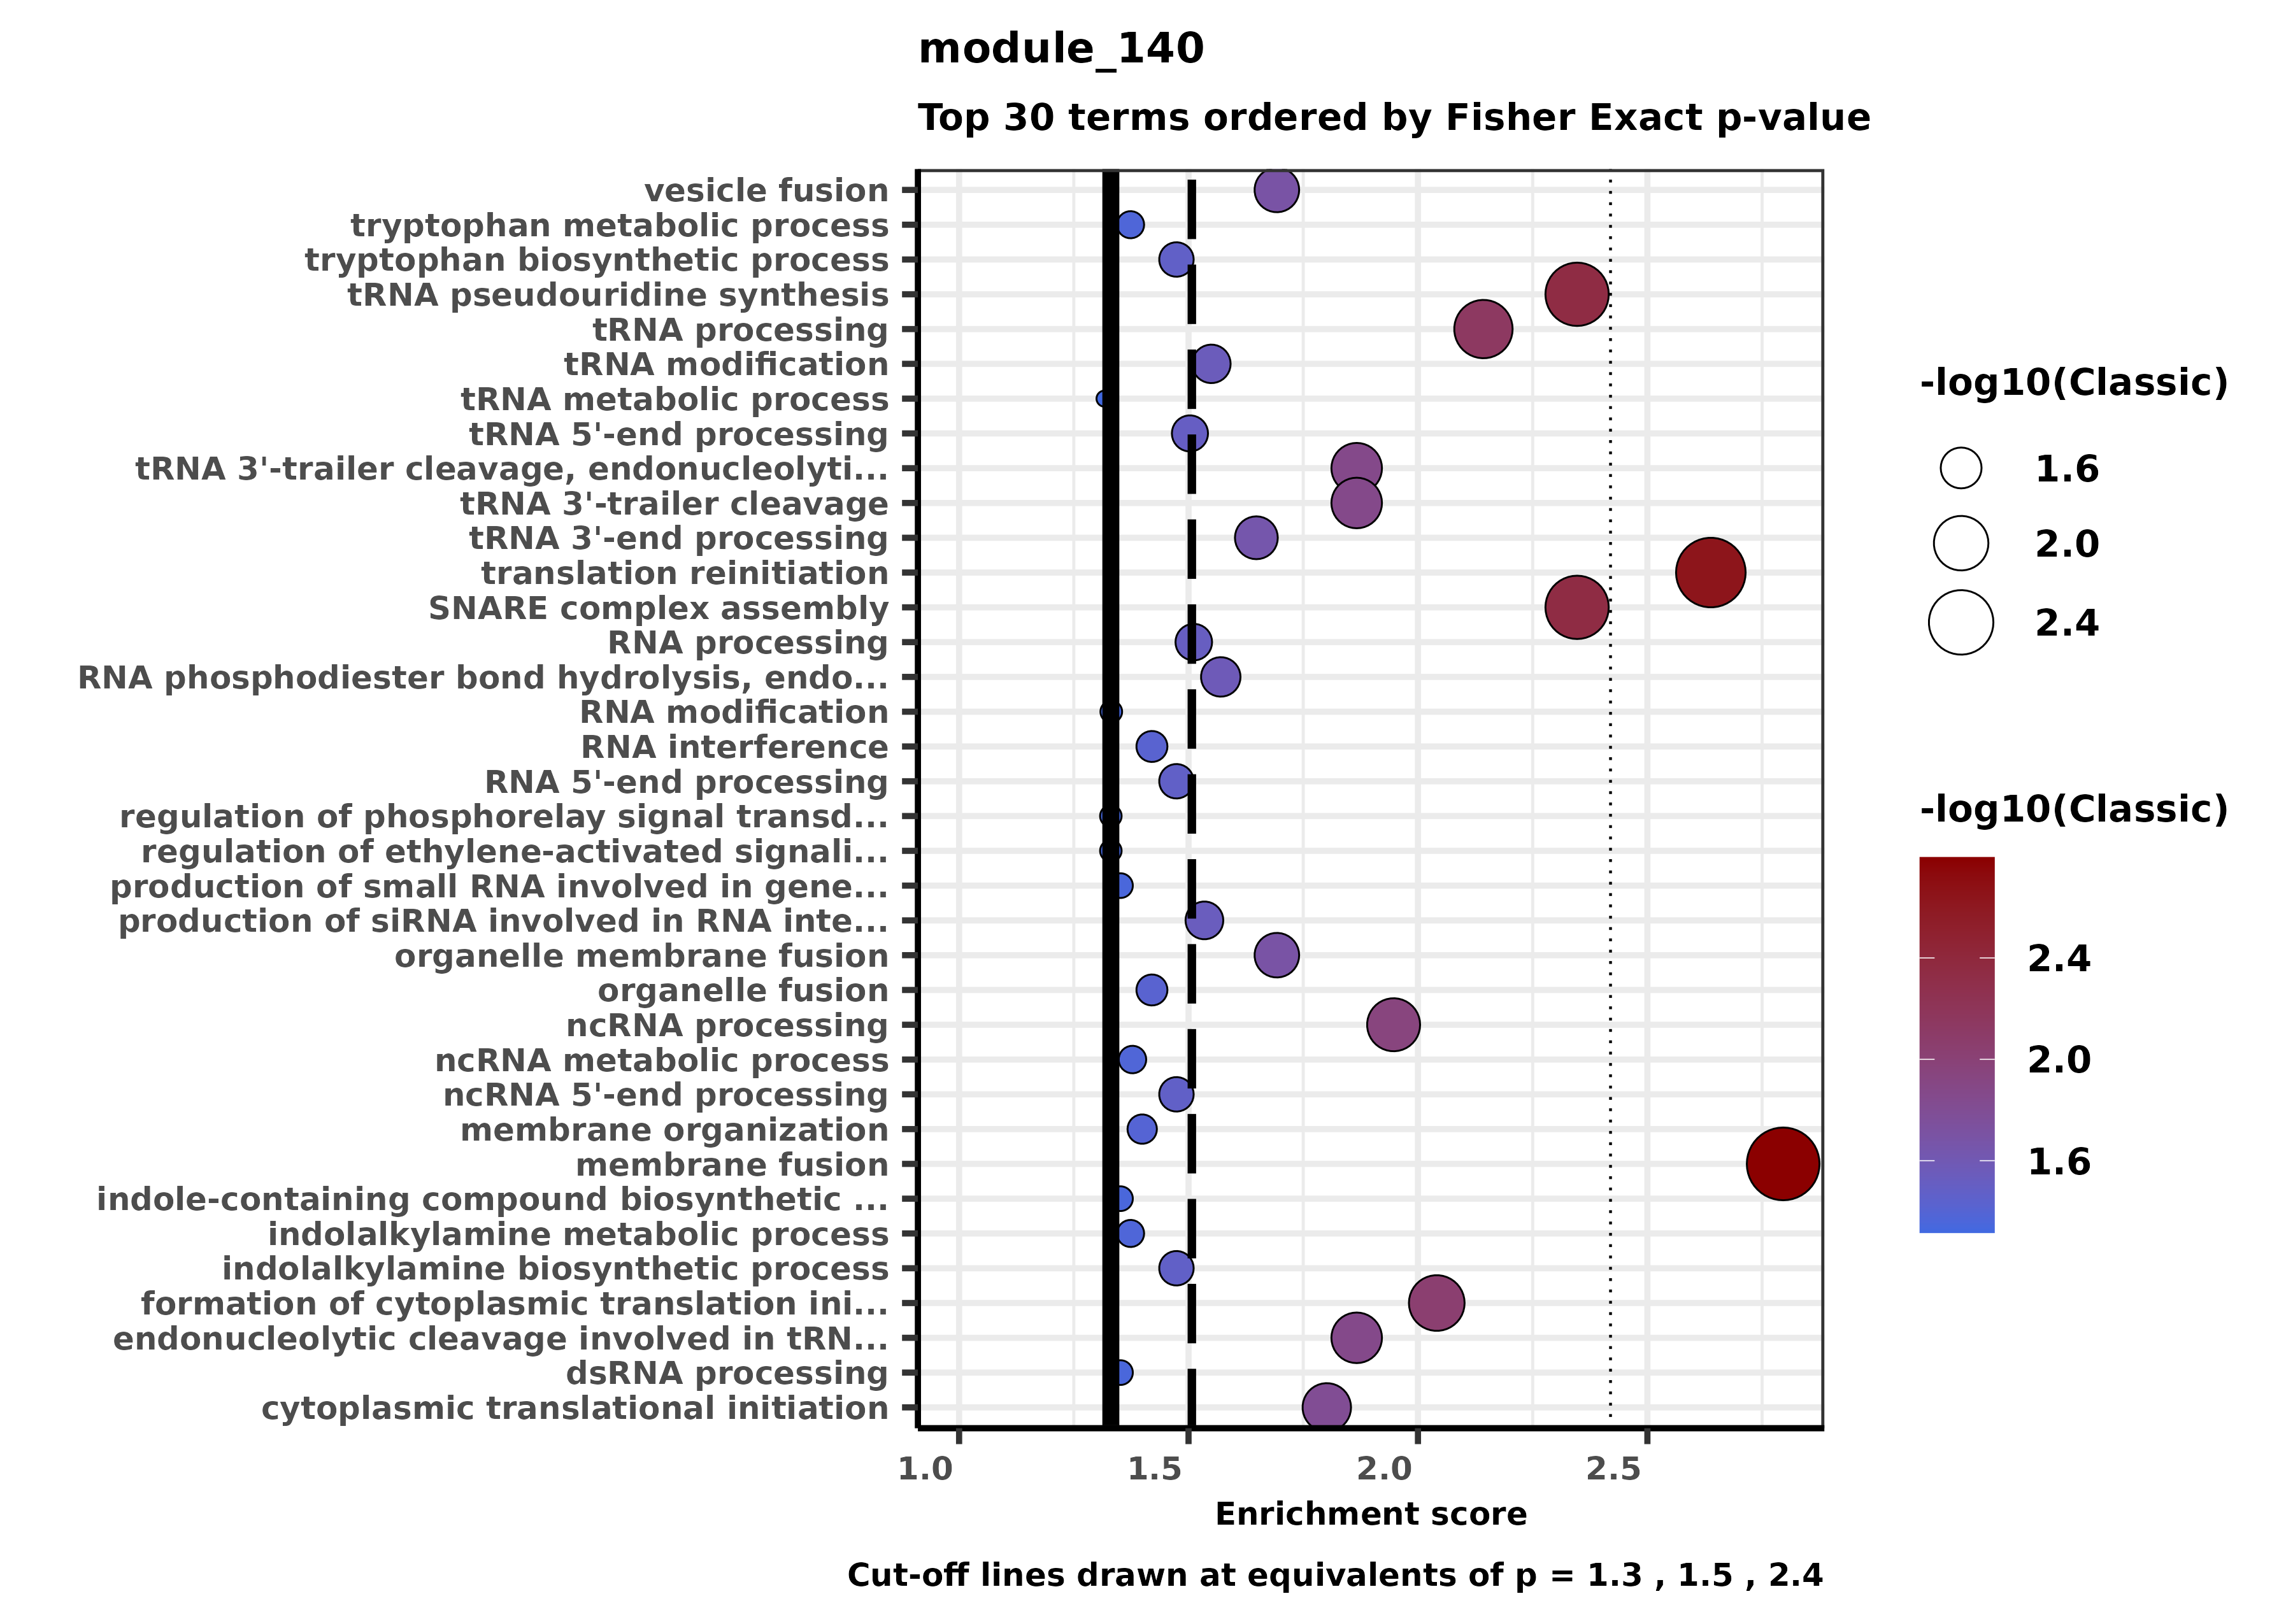 module_140
Top 30 terms ordered by Fisher Exact p-value
vesicle fusion
tryptophan metabolic process
tryptophan biosynthetic process
tRNA pseudouridine synthesis
tRNA processing
tRNA modification
tRNA metabolic process
tRNA 5'-end processing
tRNA 3'-trailer cleavage, endonucleolyti...
tRNA 3'-trailer cleavage
tRNA 3'-end processing
translation reinitiation
SNARE complex assembly
RNA processing
RNA phosphodiester bond hydrolysis, endo...
RNA modification
RNA interference
RNA 5'-end processing
regulation of phosphorelay signal transd...
regulation of ethylene-activated signali...
production of small RNA involved in gene...
production of siRNA involved in RNA inte...
organelle membrane fusion
organelle fusion
ncRNA processing
ncRNA metabolic process
ncRNA 5'-end processing
membrane organization
membrane fusion
indole-containing compound biosynthetic ...
indolalkylamine metabolic process
indolalkylamine biosynthetic process
formation of cytoplasmic translation ini...
endonucleolytic cleavage involved in tRN...
dsRNA processing
cytoplasmic translational initiation
1.0 1.5 2.0 2.5
Enrichment score
Cut-off lines drawn at equivalents of p = 1.3 , 1.5 , 2.4
-log10(Classic)
1.6
2.0
2.4
-log10(Classic)
2.4
2.0
1.6